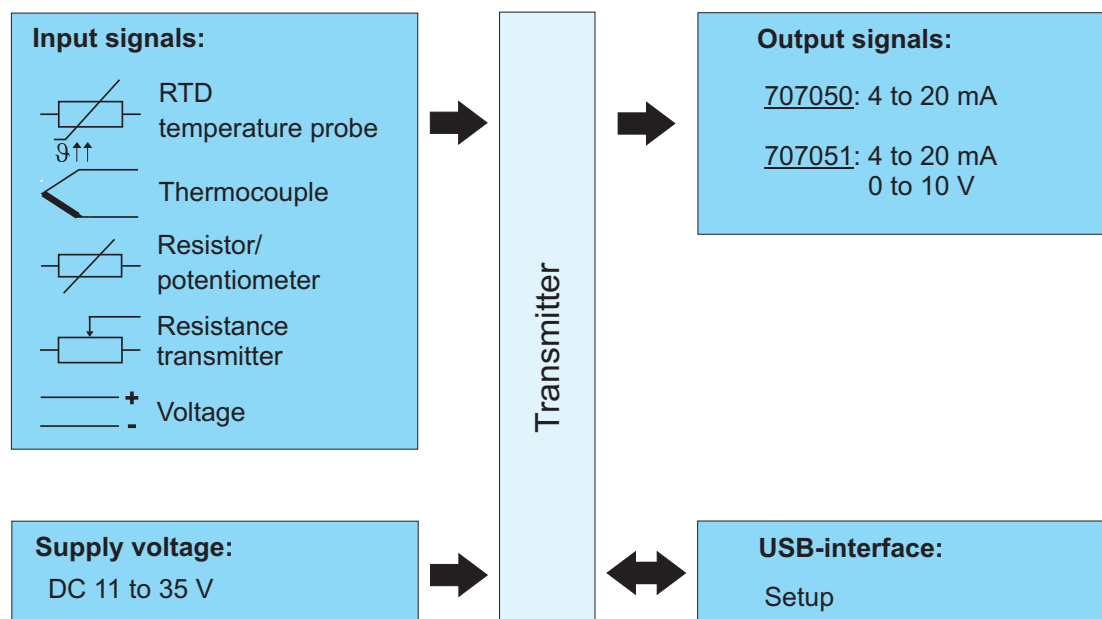 Input signals:
RTD
temperature probe
ϑ↑↑
Thermocouple
Resistor/
potentiometer
Resistance
transmitter
+
-
Voltage
Supply voltage:
DC 11 to 35 V
Transmitter
Output signals:
707050: 4 to 20 mA
707051: 4 to 20 mA
0 to 10 V
USB-interface:
Setup